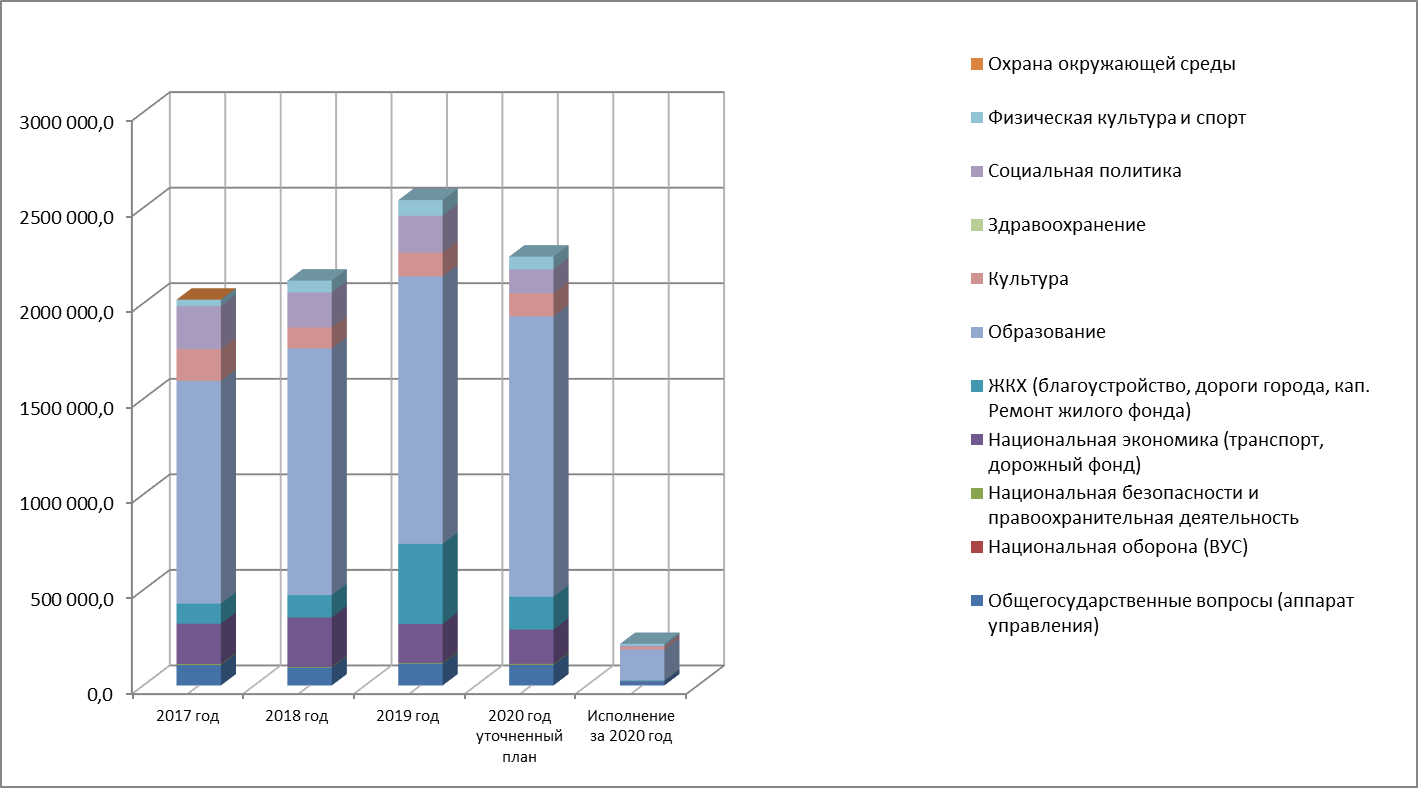 3000 000,0
2500 000,0
2000 000,0
1500 000,0
1000 000,0
500 000,0
0,0
2017 год
2018 год
2019 год
2020 год
уточненный
план
Исполнение
за 2020 год
Охрана окружающей среды
Физическая культура и спорт
Социальная политика
Здравоохранение
Культура
Образование
ЖКХ (благоустройство, дороги города, кап.
Ремонт жилого фонда)
Национальная экономика (транспорт,
дорожный фонд)
Национальная безопасности и
правоохранительная деятельность
Национальная оборона (ВУС)
Общегосударственные вопросы (аппарат
управления)